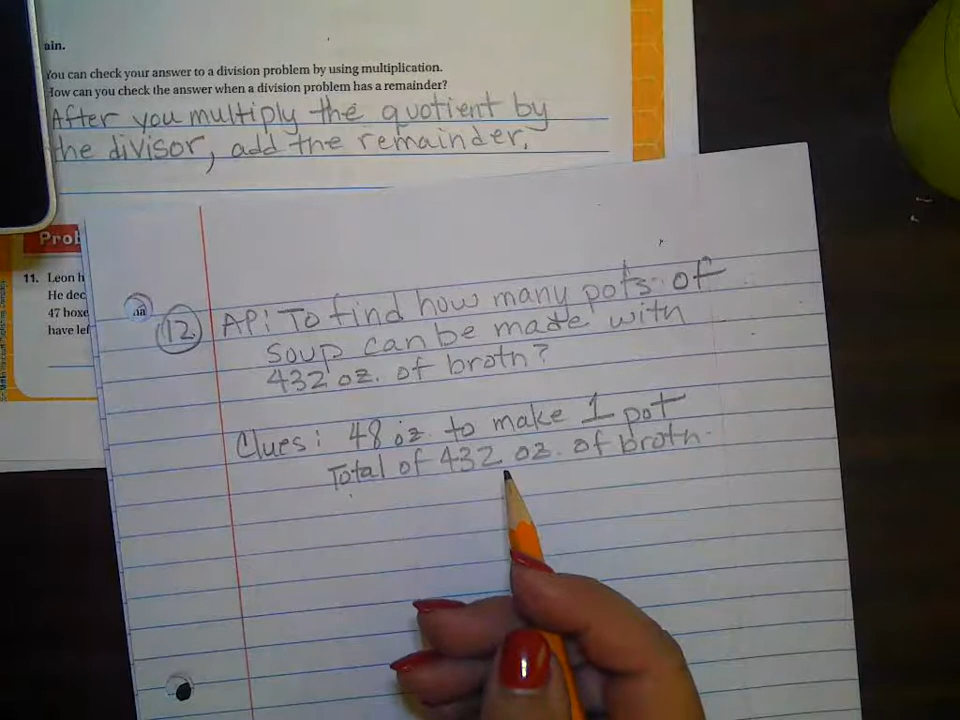 ain.
You can check your answer to a division problem by using multiplication.
How can you check the answer when a division problem has a remainder?
After you multiply the quotient by
the divisor, add the remainder.
Prob
11. Leon h
He dec
47 boxe
have lef
12. AP: To find how many pots of
soup can be made with
432 oz. of broth?
Clues: 48 oz. to make 1 pot
Total of 432 oz. of broth.